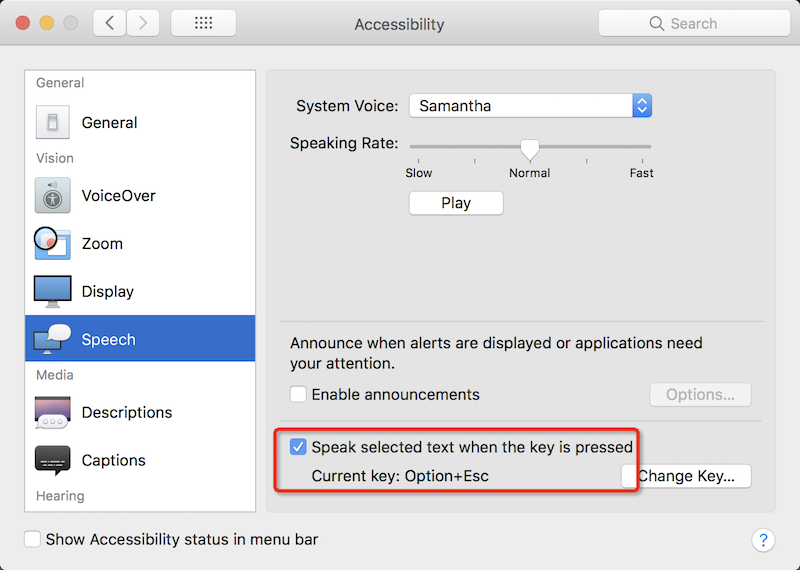 Accessibility
Search
General
General
Vision
VoiceOver
Zoom
Display
Speech
Media
Descriptions
Captions
Hearing
System Voice: Samantha
Speaking Rate:
Slow Normal Fast
Play
Announce when alerts are displayed or applications need
your attention.
Enable announcements Options...
Speak selected text when the key is pressed
Current key: Option+Esc Change Key...
Show Accessibility status in menu bar ?